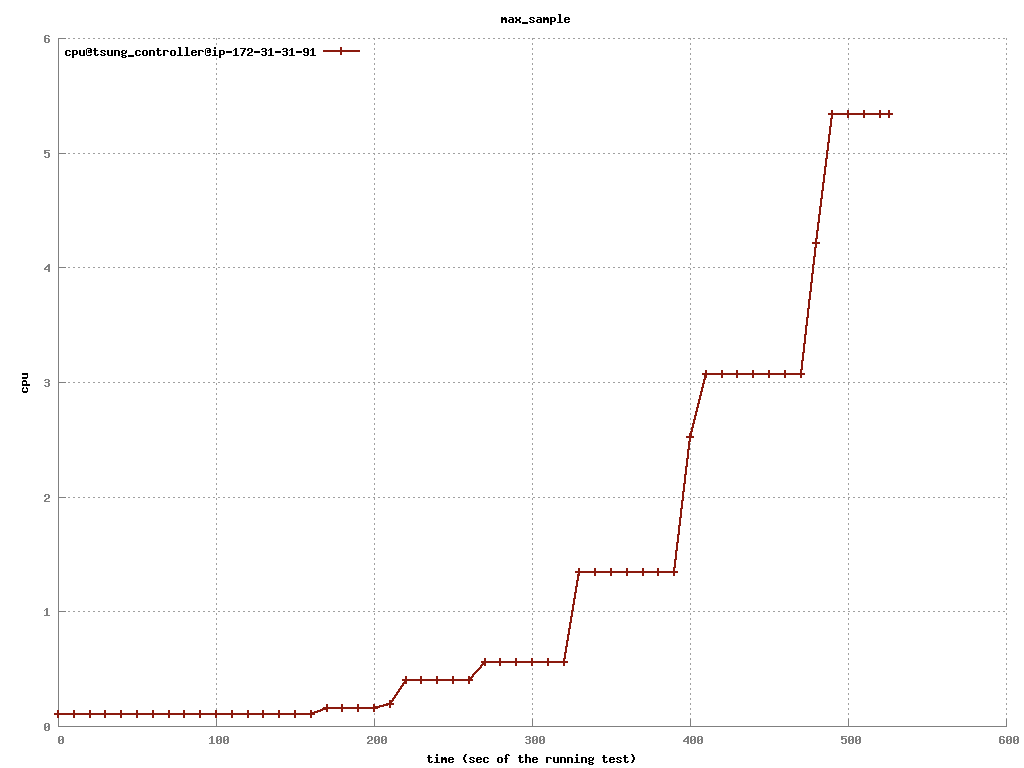 max_sample
6
cpu@tsung_controller@ip-172-31-31-91
5
4
3
cpu
2
1
0
0 100 200 300 400 500 600
time (sec of the running test)